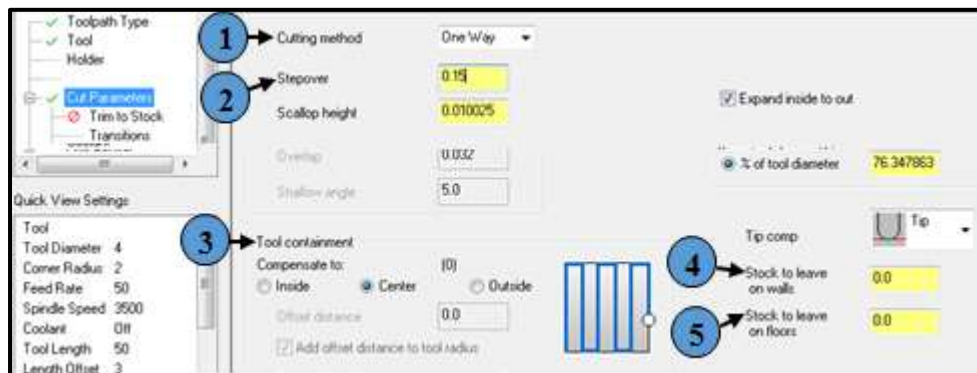 Toolpath Type
Tool
Holder
Cut Parameters
Trim to Stock
Transitions
Quick View Settings
Tool
Tool Diameter 4
Corner Radius 2
Feed Rate 50
Spindle Speed 3500
Coolant Off
Tool Length 50
Length Offset 3
1 Cutting method One Way
2 Stepover 0.15
Scallop height 0.010025
Overlap 0.032
Shallow angle 5.0
Expand inside to out
% of tool diameter 76.347863
3 Tool containment
Compensate to: (0)
Inside Center Outside
Offset distance 0.0
Add offset distance to tool radius
Tip comp Tip
4 Stock to leave
on walls 0.0
5 Stock to leave
on floors 0.0